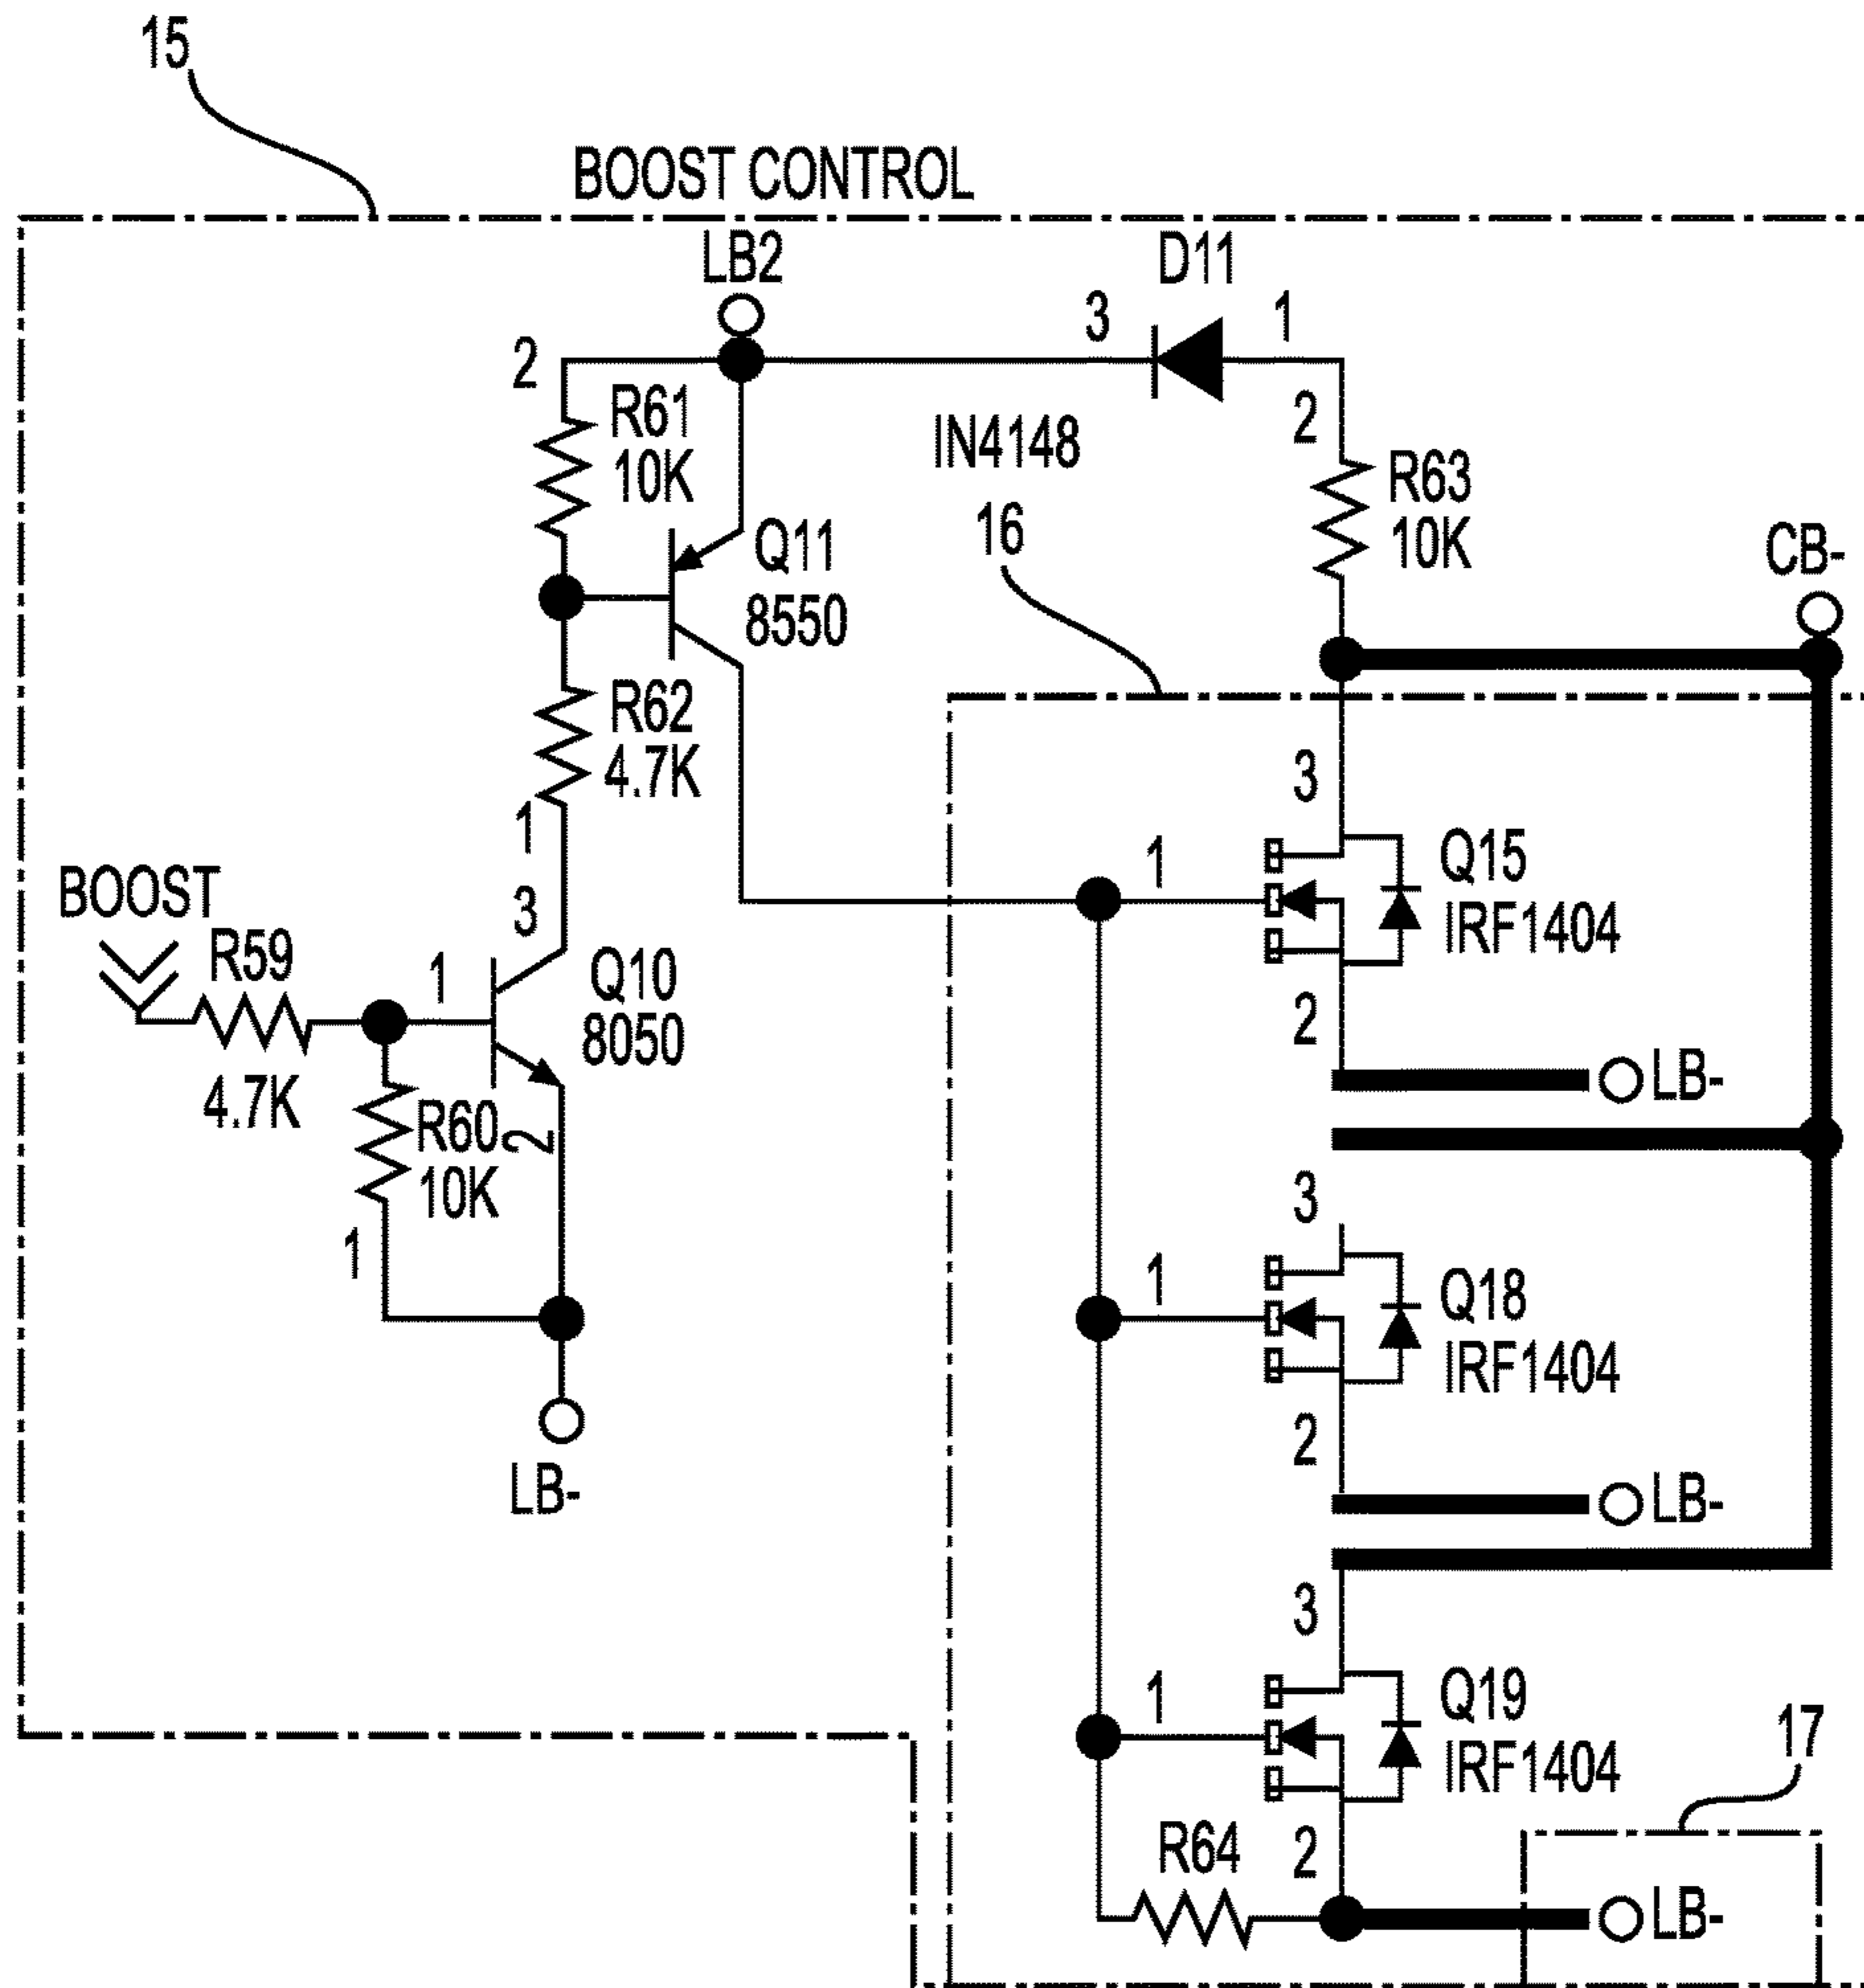 15
BOOST CONTROL
LB2
D11
3
1
2
R61
10K
2
IN4148
R63
10K
16
Q11
8550
CB-
R62
4.7K
1
3
3
1
Q15
IRF1404
BOOST
R59
4.7K
1
Q10
8050
2
LB-
R60
10K
2
1
3
1
Q18
IRF1404
2
LB-
LB-
3
1
Q19
IRF1404
17
R64
2
LB-